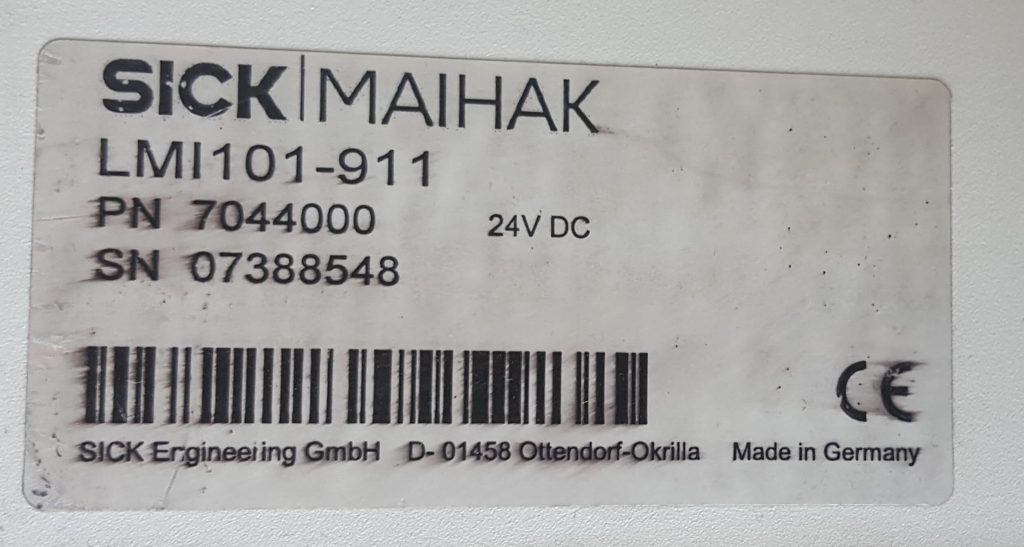 SICK|MAIHAK
LMI101-911
PN 7044000 24V DC
SN 07388548
CE
SICK Engineering GmbH D- 01458 Ottendorf-Okrilla Made in Germany